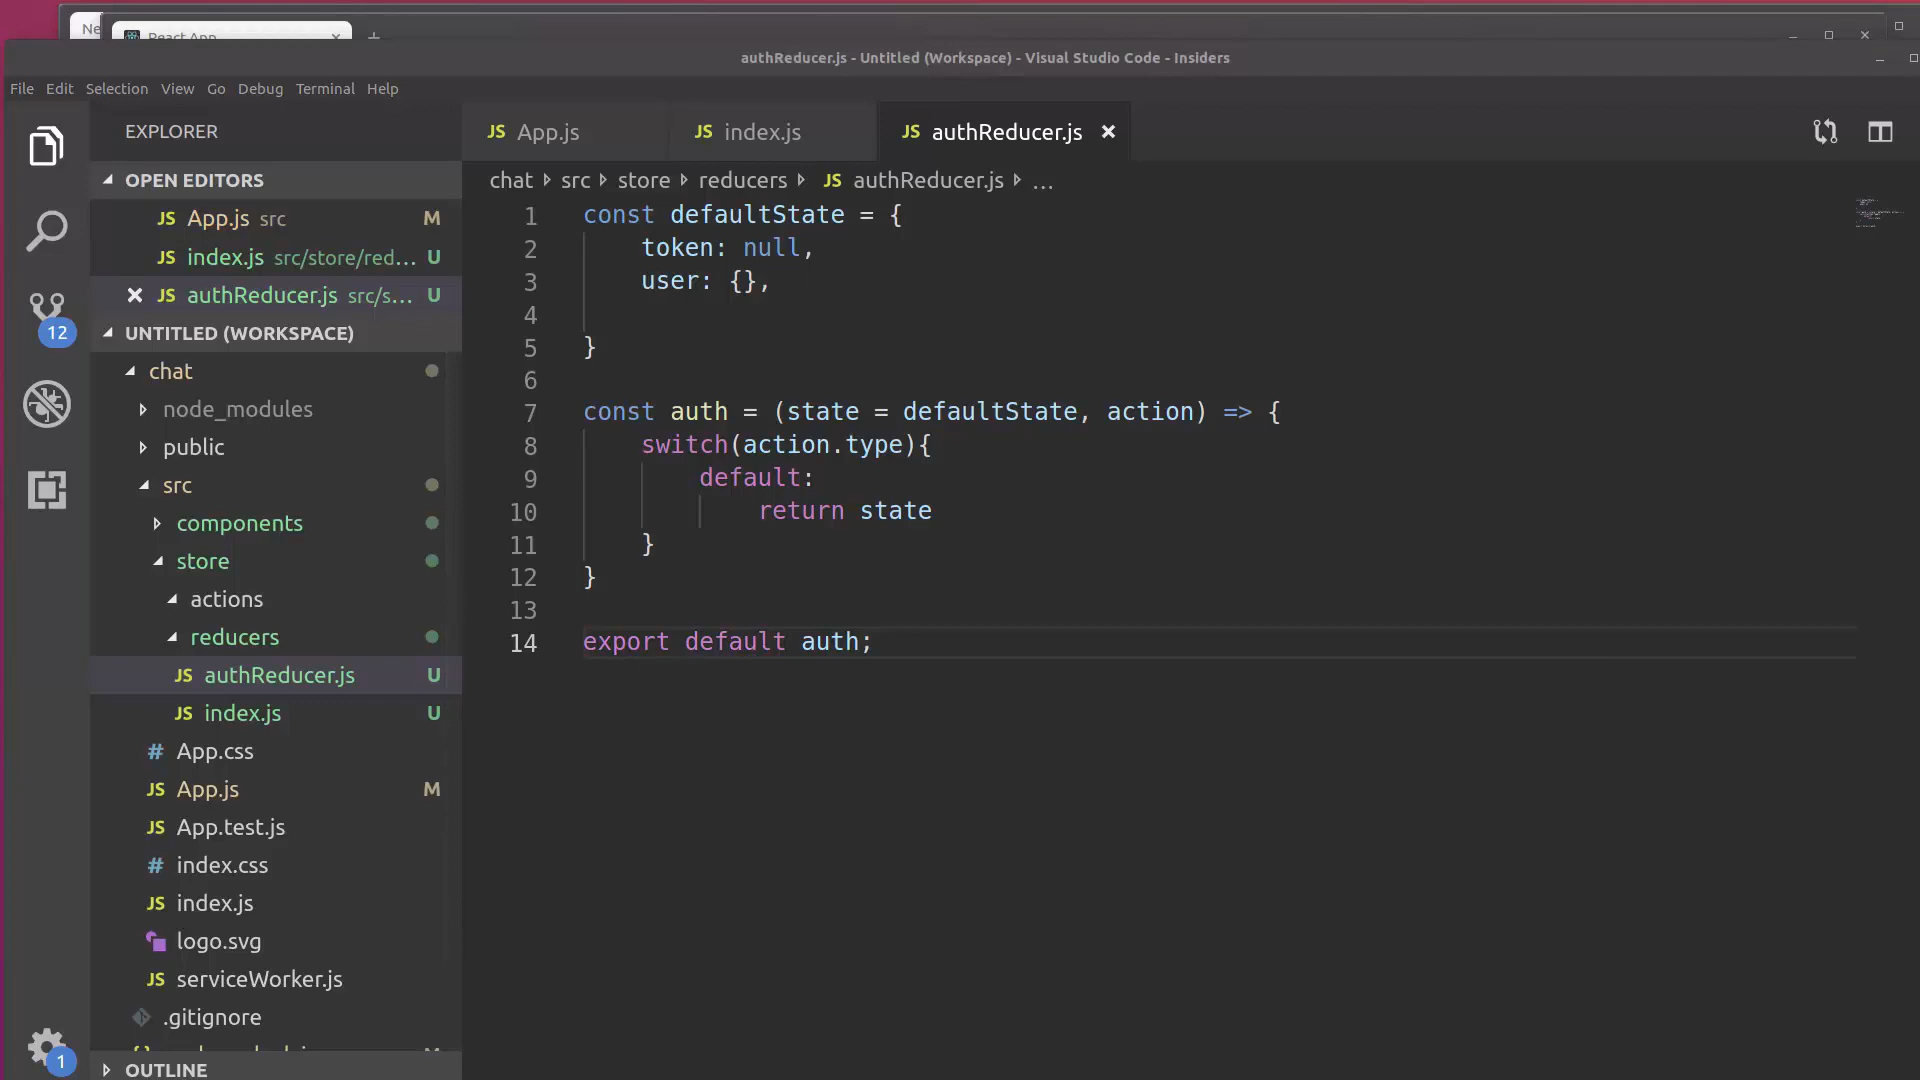 Ne
React App
authReducer.js - Untitled (Workspace) - Visual Studio Code - Insiders
File Edit Selection View Go Debug Terminal Help
EXPLORER
JS App.js
JS index.js
JS authReducer.js
OPEN EDITORS
JS App.js src M
JS index.js src/store/red... U
JS authReducer.js src/s... U
12
UNTITLED (WORKSPACE)
chat
node_modules
public
src
components
store
actions
reducers
JS authReducer.js U
JS index.js U
# App.css
JS App.js M
JS App.test.js
# index.css
JS index.js
logo.svg
JS serviceWorker.js
.gitignore
1
OUTLINE
chat src store reducers JS authReducer.js ...
1 const defaultState = {
2 token: null,
3 user: {},
4
5 }
6
7 const auth = (state = defaultState, action) => {
8 switch(action.type){
9 default:
10 return state
11 }
12 }
13
14 export default auth;